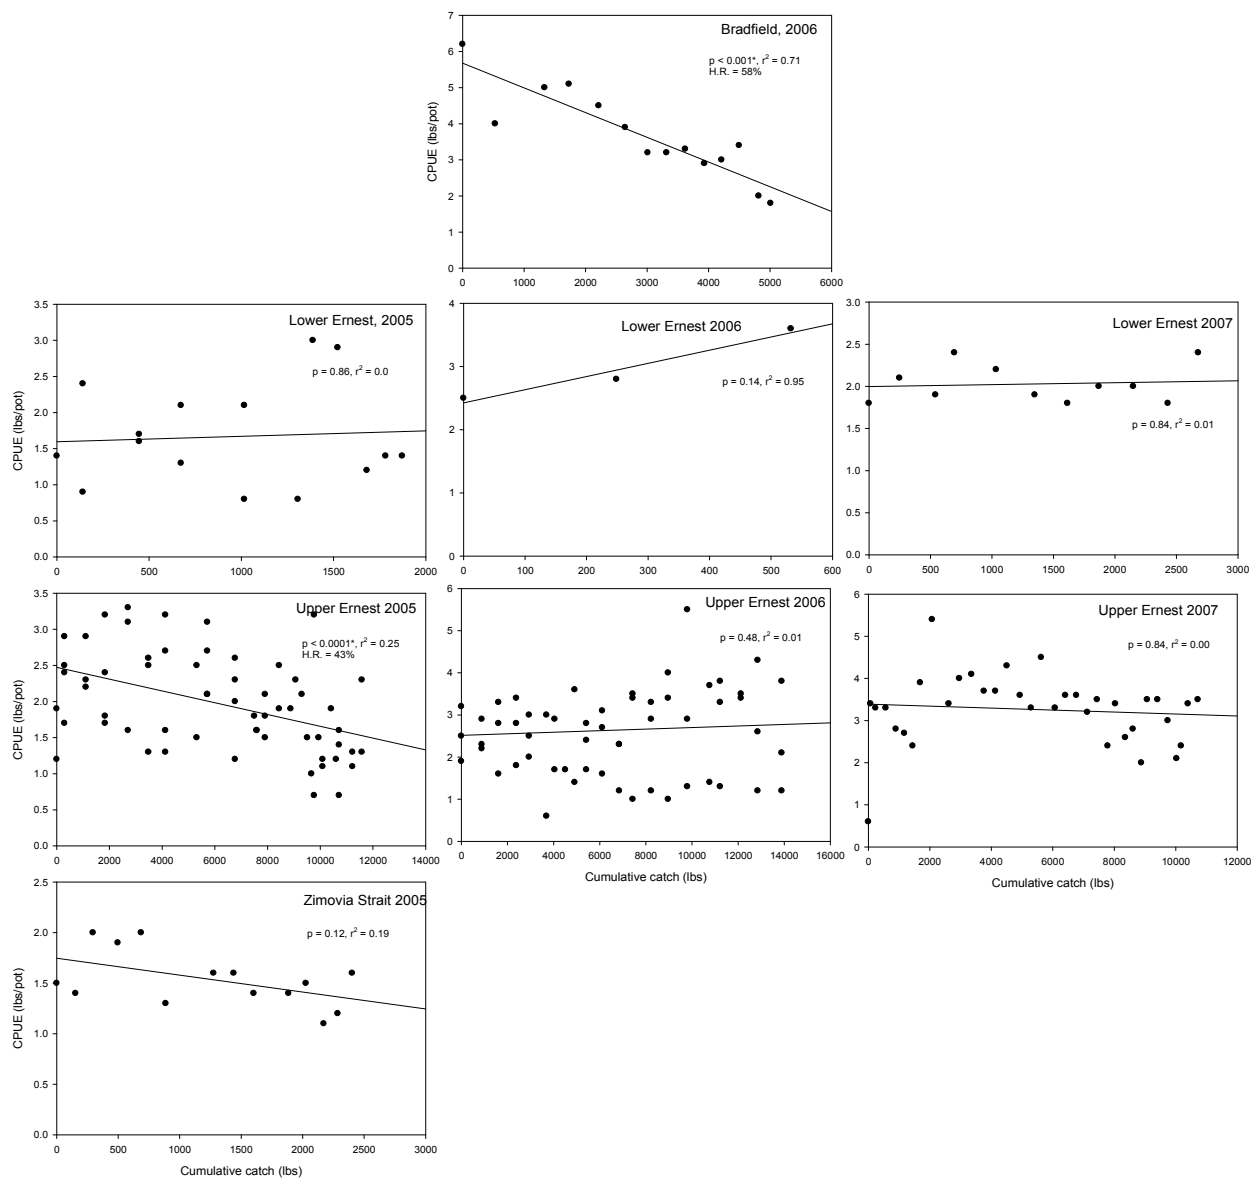 Bradfield, 2006
p < 0.001*, r² = 0.71
H.R. = 58%
CPUE (lbs/pot)
7
6
5
4
3
2
1
0
0 1000 2000 3000 4000 5000 6000
Lower Ernest, 2005
p = 0.86, r² = 0.0
CPUE (lbs/pot)
3.5
3.0
2.5
2.0
1.5
1.0
0.5
0.0
0 500 1000 1500 2000
Lower Ernest 2006
p = 0.14, r² = 0.95
4
3
2
1
0
0 100 200 300 400 500 600
Lower Ernest 2007
p = 0.84, r² = 0.01
3.0
2.5
2.0
1.5
1.0
0.5
0.0
0 500 1000 1500 2000 2500 3000
Upper Ernest 2005
p < 0.0001*, r² = 0.25
H.R. = 43%
CPUE (lbs/pot)
3.5
3.0
2.5
2.0
1.5
1.0
0.5
0.0
0 2000 4000 6000 8000 10000 12000 14000
Upper Ernest 2006
p = 0.48, r² = 0.01
6
5
4
3
2
1
0
0 2000 4000 6000 8000 10000 12000 14000 16000
Cumulative catch (lbs)
Upper Ernest 2007
p = 0.84, r² = 0.00
6
5
4
3
2
1
0
0 2000 4000 6000 8000 10000 12000
Cumulative catch (lbs)
Zimovia Strait 2005
p = 0.12, r² = 0.19
CPUE (lbs/pot)
2.5
2.0
1.5
1.0
0.5
0.0
0 500 1000 1500 2000 2500 3000
Cumulative catch (lbs)